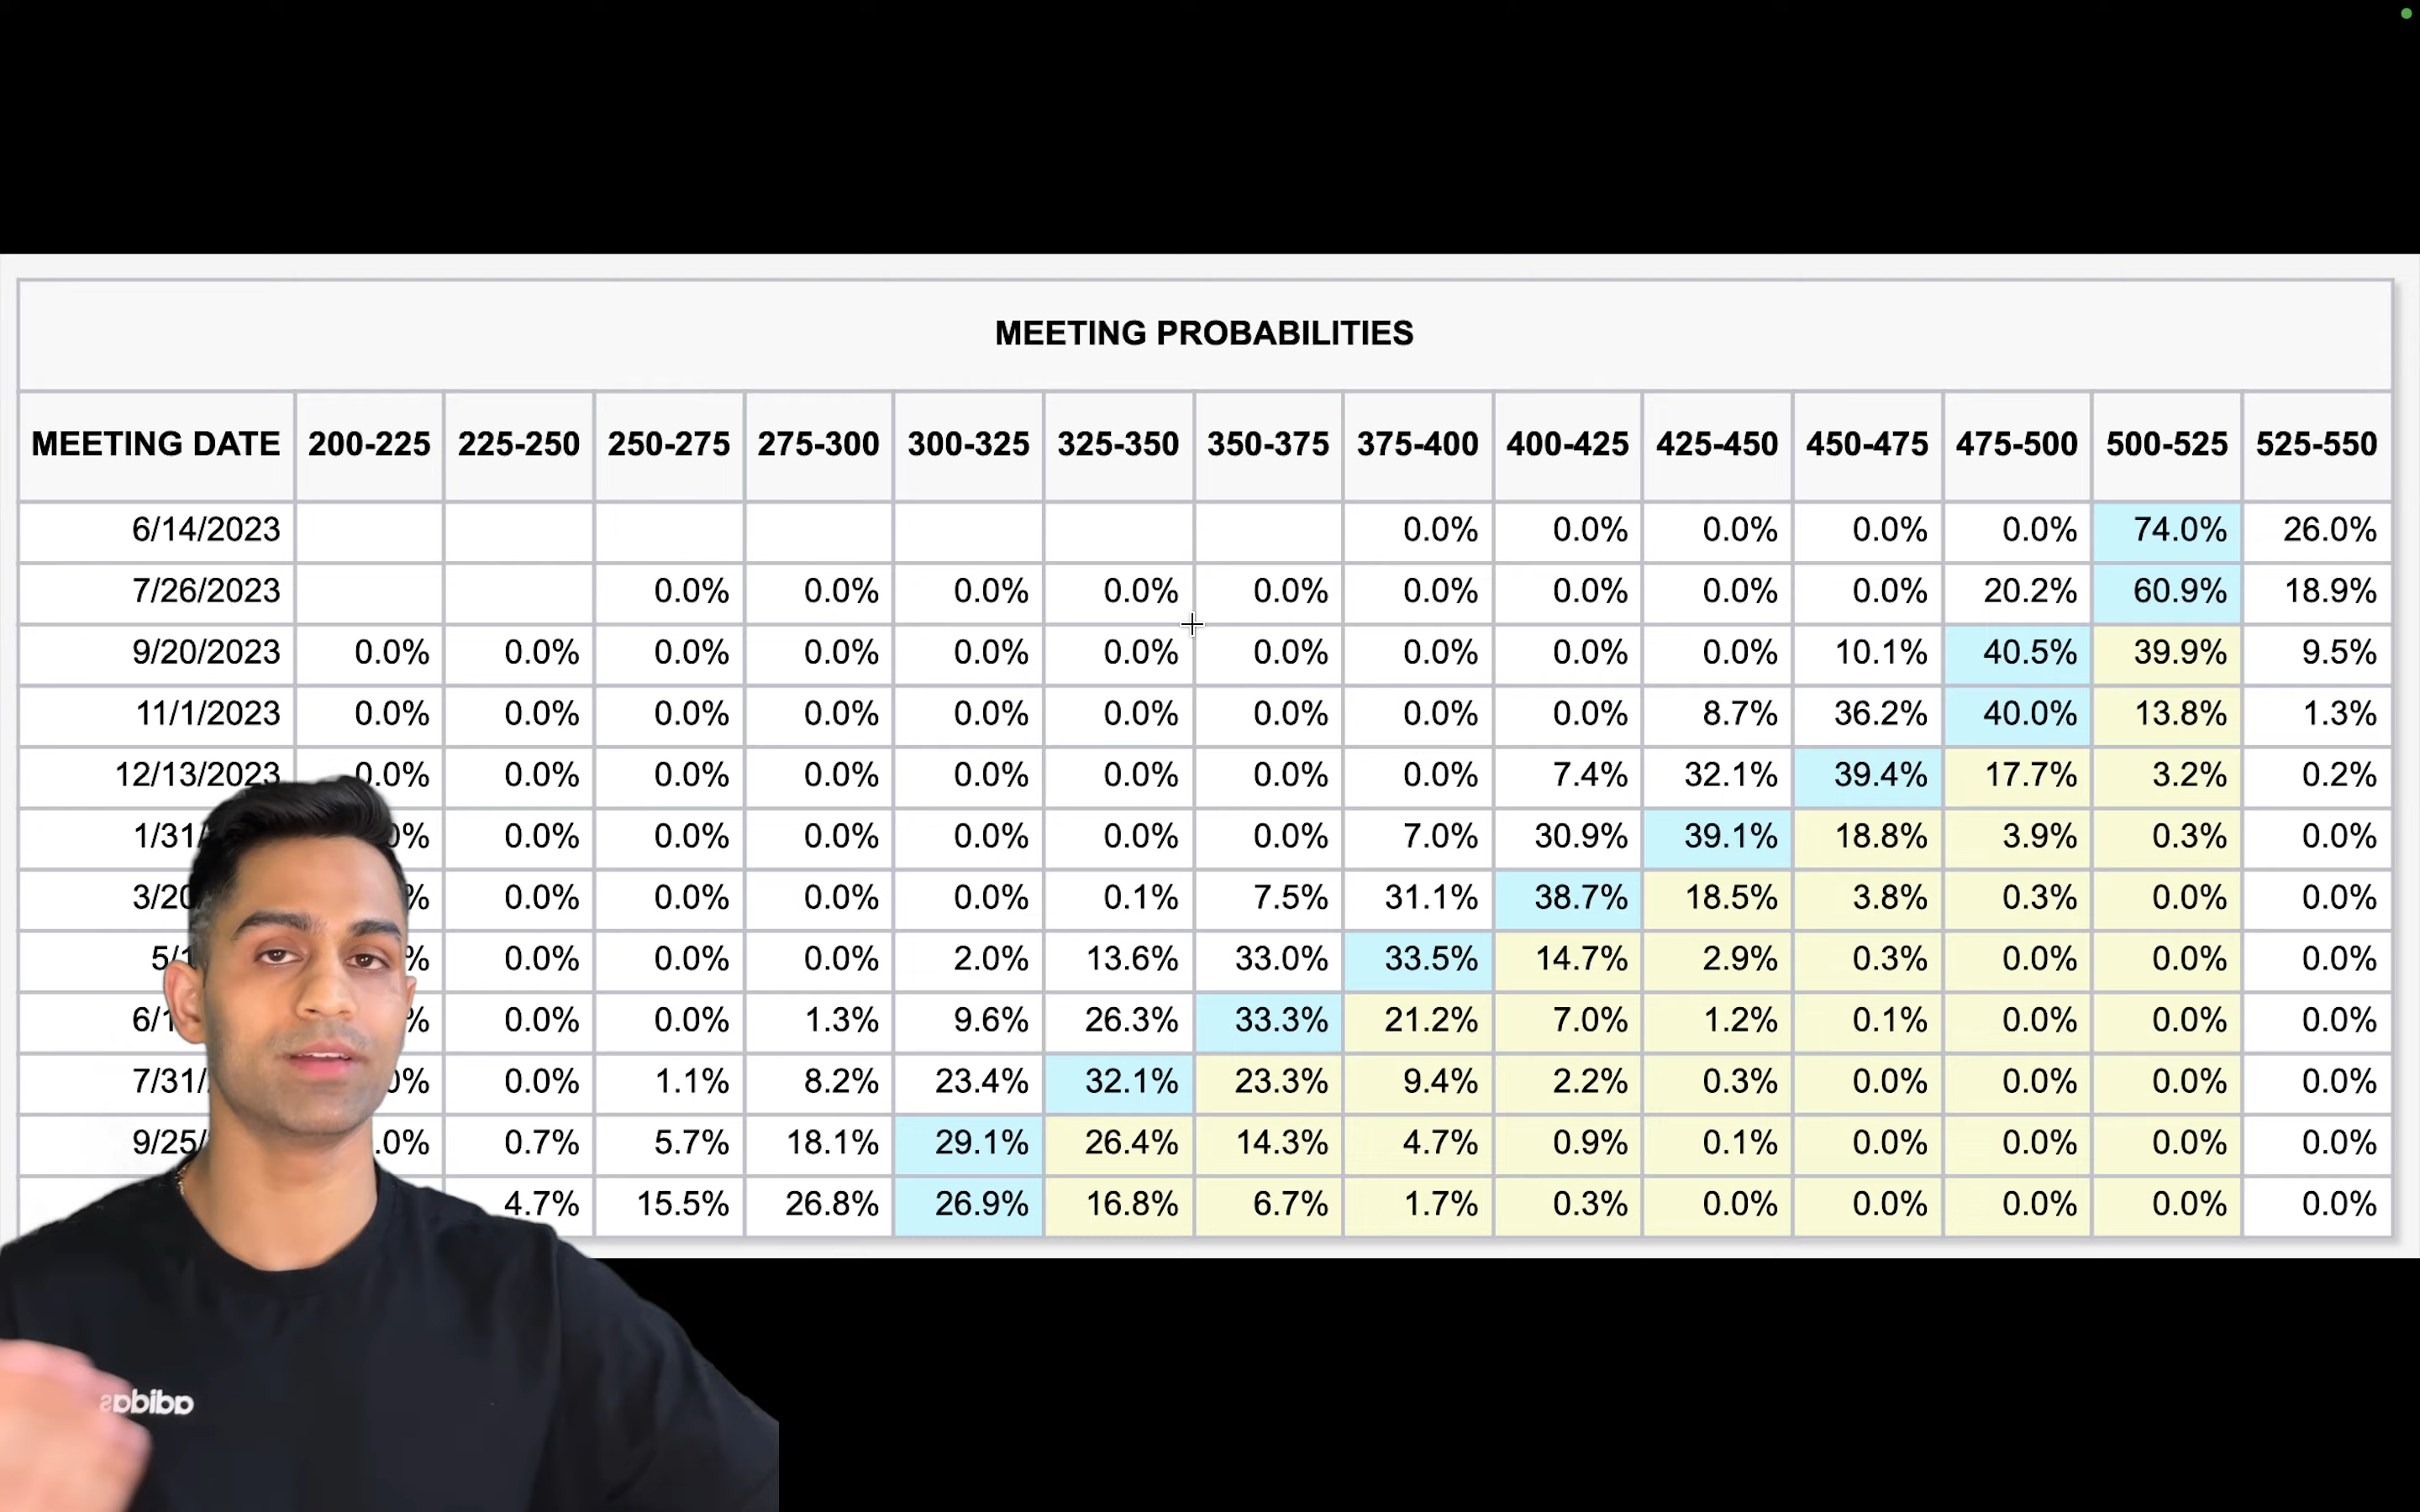 MEETING PROBABILITIES
MEETING DATE 200-225 225-250 250-275 275-300 300-325 325-350 350-375 375-400 400-425 425-450 450-475 475-500 500-525 525-550
6/14/2023 0.0% 0.0% 0.0% 0.0% 0.0% 74.0% 26.0%
7/26/2023 0.0% 0.0% 0.0% 0.0% 0.0% 0.0% 0.0% 0.0% 0.0% 20.2% 60.9% 18.9%
9/20/2023 0.0% 0.0% 0.0% 0.0% 0.0% 0.0% 0.0% 0.0% 0.0% 0.0% 10.1% 40.5% 39.9% 9.5%
11/1/2023 0.0% 0.0% 0.0% 0.0% 0.0% 0.0% 0.0% 0.0% 0.0% 8.7% 36.2% 40.0% 13.8% 1.3%
12/13/2023 0.0% 0.0% 0.0% 0.0% 0.0% 0.0% 0.0% 0.0% 7.4% 32.1% 39.4% 17.7% 3.2% 0.2%
1/31/ 0% 0.0% 0.0% 0.0% 0.0% 0.0% 0.0% 7.0% 30.9% 39.1% 18.8% 3.9% 0.3% 0.0%
3/20 % 0.0% 0.0% 0.0% 0.0% 0.1% 7.5% 31.1% 38.7% 18.5% 3.8% 0.3% 0.0% 0.0%
5/1 % 0.0% 0.0% 0.0% 2.0% 13.6% 33.0% 33.5% 14.7% 2.9% 0.3% 0.0% 0.0% 0.0%
6/1 % 0.0% 0.0% 1.3% 9.6% 26.3% 33.3% 21.2% 7.0% 1.2% 0.1% 0.0% 0.0% 0.0%
7/31/ 0% 0.0% 1.1% 8.2% 23.4% 32.1% 23.3% 9.4% 2.2% 0.3% 0.0% 0.0% 0.0% 0.0%
9/25/ .0% 0.7% 5.7% 18.1% 29.1% 26.4% 14.3% 4.7% 0.9% 0.1% 0.0% 0.0% 0.0% 0.0%
4.7% 15.5% 26.8% 26.9% 16.8% 6.7% 1.7% 0.3% 0.0% 0.0% 0.0% 0.0% 0.0%
adidas